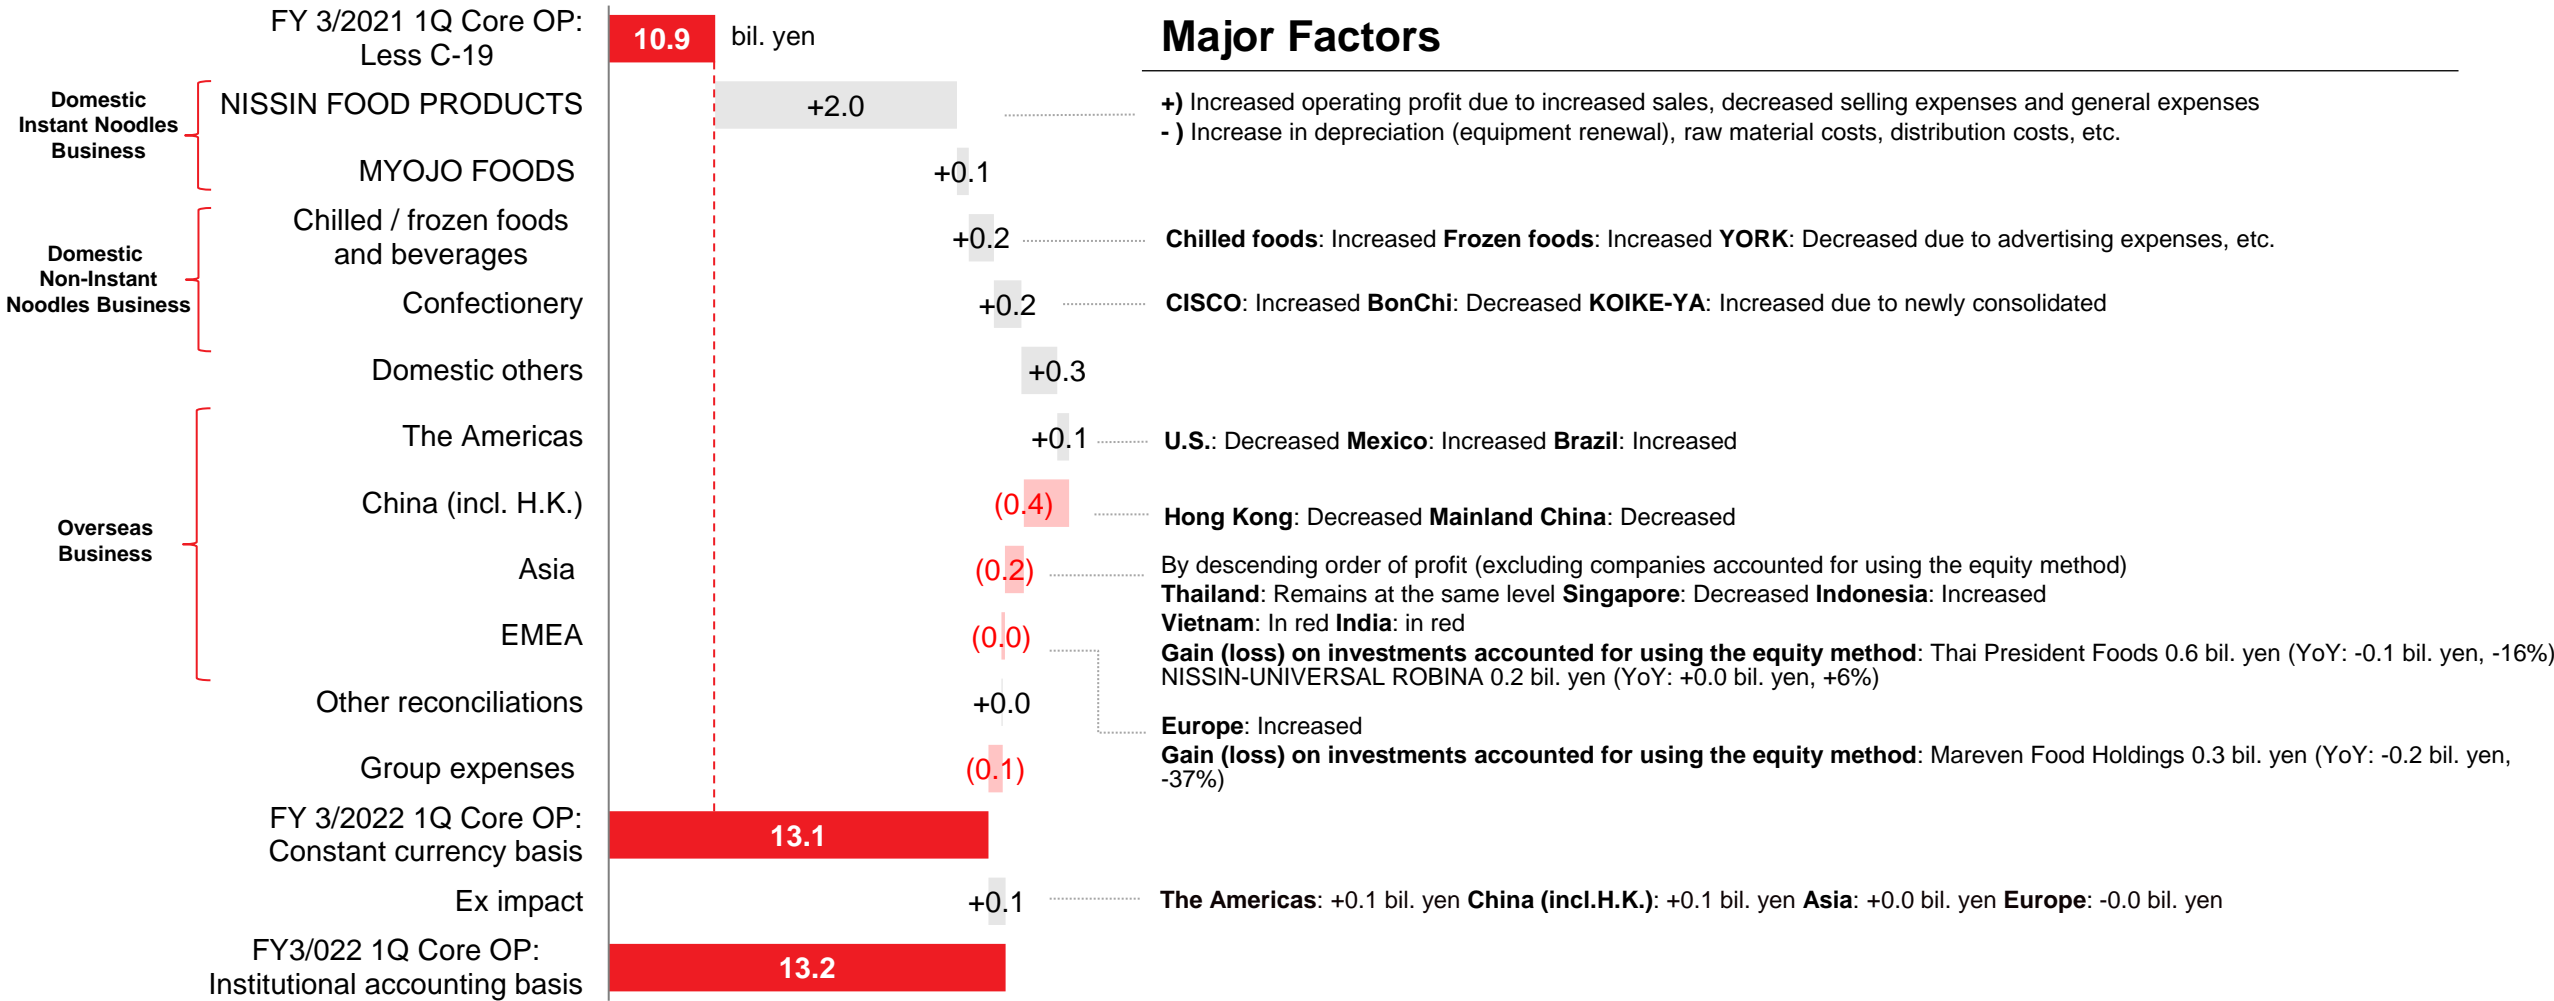 FY 3/2021 1Q Core OP:
Less C-19
10.9
bil. yen
Major Factors
Domestic
Instant Noodles
Business
NISSIN FOOD PRODUCTS
+2.0
+) Increased operating profit due to increased sales, decreased selling expenses and general expenses
- ) Increase in depreciation (equipment renewal), raw material costs, distribution costs, etc.
MYOJO FOODS
+0.1
Domestic
Non-Instant
Noodles Business
Chilled / frozen foods
and beverages
+0.2
Chilled foods: Increased Frozen foods: Increased YORK: Decreased due to advertising expenses, etc.
Confectionery
+0.2
CISCO: Increased BonChi: Decreased KOIKE-YA: Increased due to newly consolidated
Domestic others
+0.3
Overseas
Business
The Americas
+0.1
U.S.: Decreased Mexico: Increased Brazil: Increased
China (incl. H.K.)
(0.4)
Hong Kong: Decreased Mainland China: Decreased
Asia
(0.2)
By descending order of profit (excluding companies accounted for using the equity method)
Thailand: Remains at the same level Singapore: Decreased Indonesia: Increased
Vietnam: In red India: in red
Gain (loss) on investments accounted for using the equity method: Thai President Foods 0.6 bil. yen (YoY: -0.1 bil. yen, -16%)
NISSIN-UNIVERSAL ROBINA 0.2 bil. yen (YoY: +0.0 bil. yen, +6%)
EMEA
(0.0)
Europe: Increased
Gain (loss) on investments accounted for using the equity method: Mareven Food Holdings 0.3 bil. yen (YoY: -0.2 bil. yen,
-37%)
Other reconciliations
+0.0
Group expenses
(0.1)
FY 3/2022 1Q Core OP:
Constant currency basis
13.1
Ex impact
+0.1
The Americas: +0.1 bil. yen China (incl.H.K.): +0.1 bil. yen Asia: +0.0 bil. yen Europe: -0.0 bil. yen
FY3/022 1Q Core OP:
Institutional accounting basis
13.2